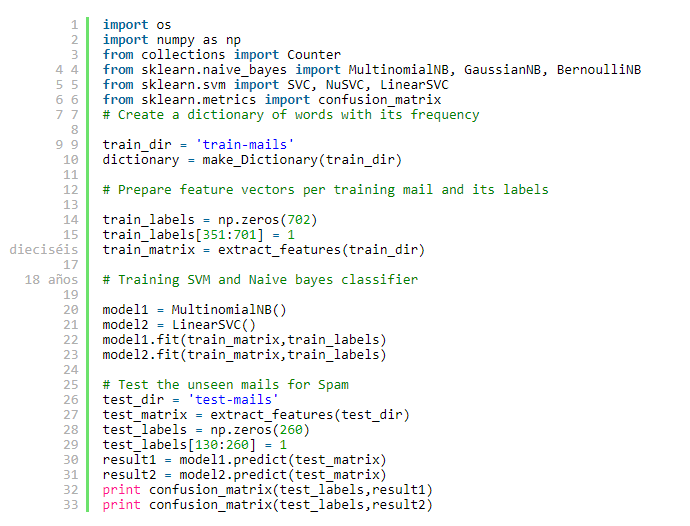 1 import os
2 import numpy as np
3 from collections import Counter
4 4 from sklearn.naive_bayes import MultinomialNB, GaussianNB, BernoulliNB
5 5 from sklearn.svm import SVC, NuSVC, LinearSVC
6 6 from sklearn.metrics import confusion_matrix
7 7 # Create a dictionary of words with its frequency
8
9 9 train_dir = 'train-mails'
10 dictionary = make_Dictionary(train_dir)
11
12 # Prepare feature vectors per training mail and its labels
13
14 train_labels = np.zeros(702)
15 train_labels[351:701] = 1
dieciséis train_matrix = extract_features(train_dir)
17
18 años # Training SVM and Naive bayes classifier
19
20 model1 = MultinomialNB()
21 model2 = LinearSVC()
22 model1.fit(train_matrix,train_labels)
23 model2.fit(train_matrix,train_labels)
24
25 # Test the unseen mails for Spam
26 test_dir = 'test-mails'
27 test_matrix = extract_features(test_dir)
28 test_labels = np.zeros(260)
29 test_labels[130:260] = 1
30 result1 = model1.predict(test_matrix)
31 result2 = model2.predict(test_matrix)
32 print confusion_matrix(test_labels,result1)
33 print confusion_matrix(test_labels,result2)